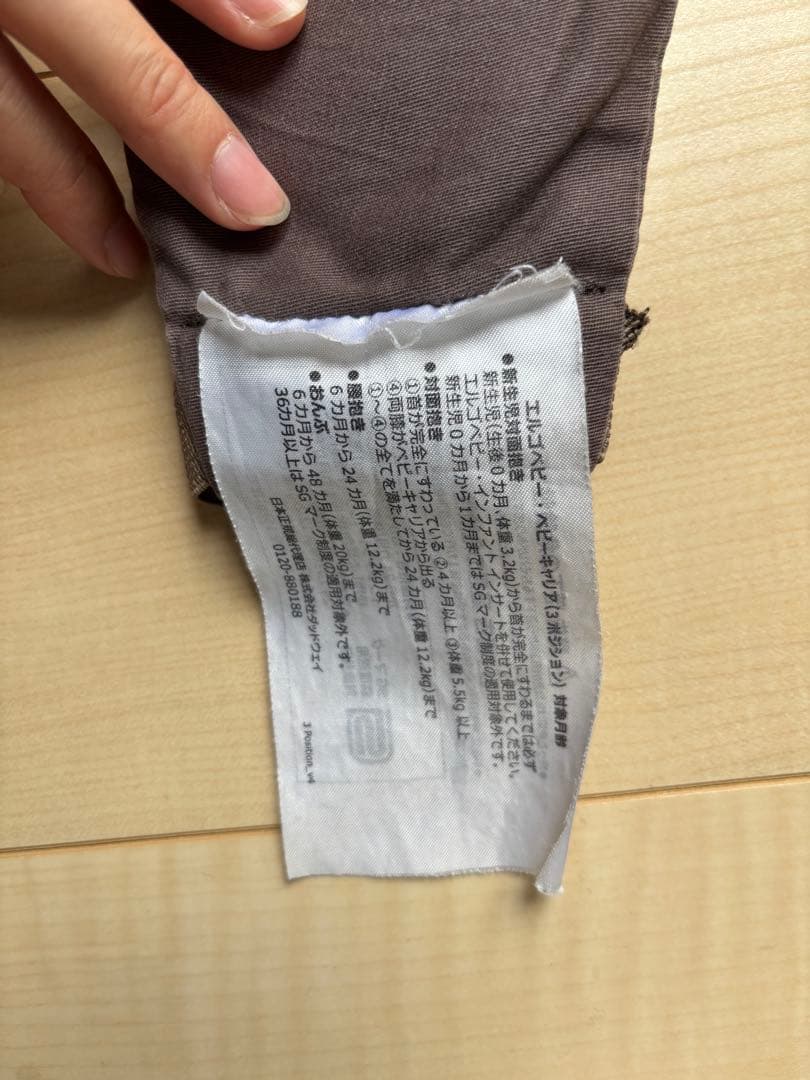 エルゴベビー・ベビーキャリア(3ポジション) 対象月齢
●新生児対面抱き
新生児(生後0カ月、体重3.2kg)から首が完全にすわるまでは必ず
エルゴベビー・インファントインサートを併せて使用してください。
新生児0カ月から1カ月まではSGマーク制度の適用対象外です。
●対面抱き
①首が完全にすわっている ②4カ月以上 ③体重5.5kg以上
④両膝がベビーキャリアから出る
①～④の全てを満たしてから24カ月(体重12.2kg)まで
●腰抱き
6カ月から24カ月(体重12.2kg)まで
●おんぶ
6カ月から48カ月(体重20kg)まで
36カ月以上はSGマーク制度の適用対象外です。
日本正規総代理店 株式会社ダッドウェイ
0120-880188
3 Position_v4